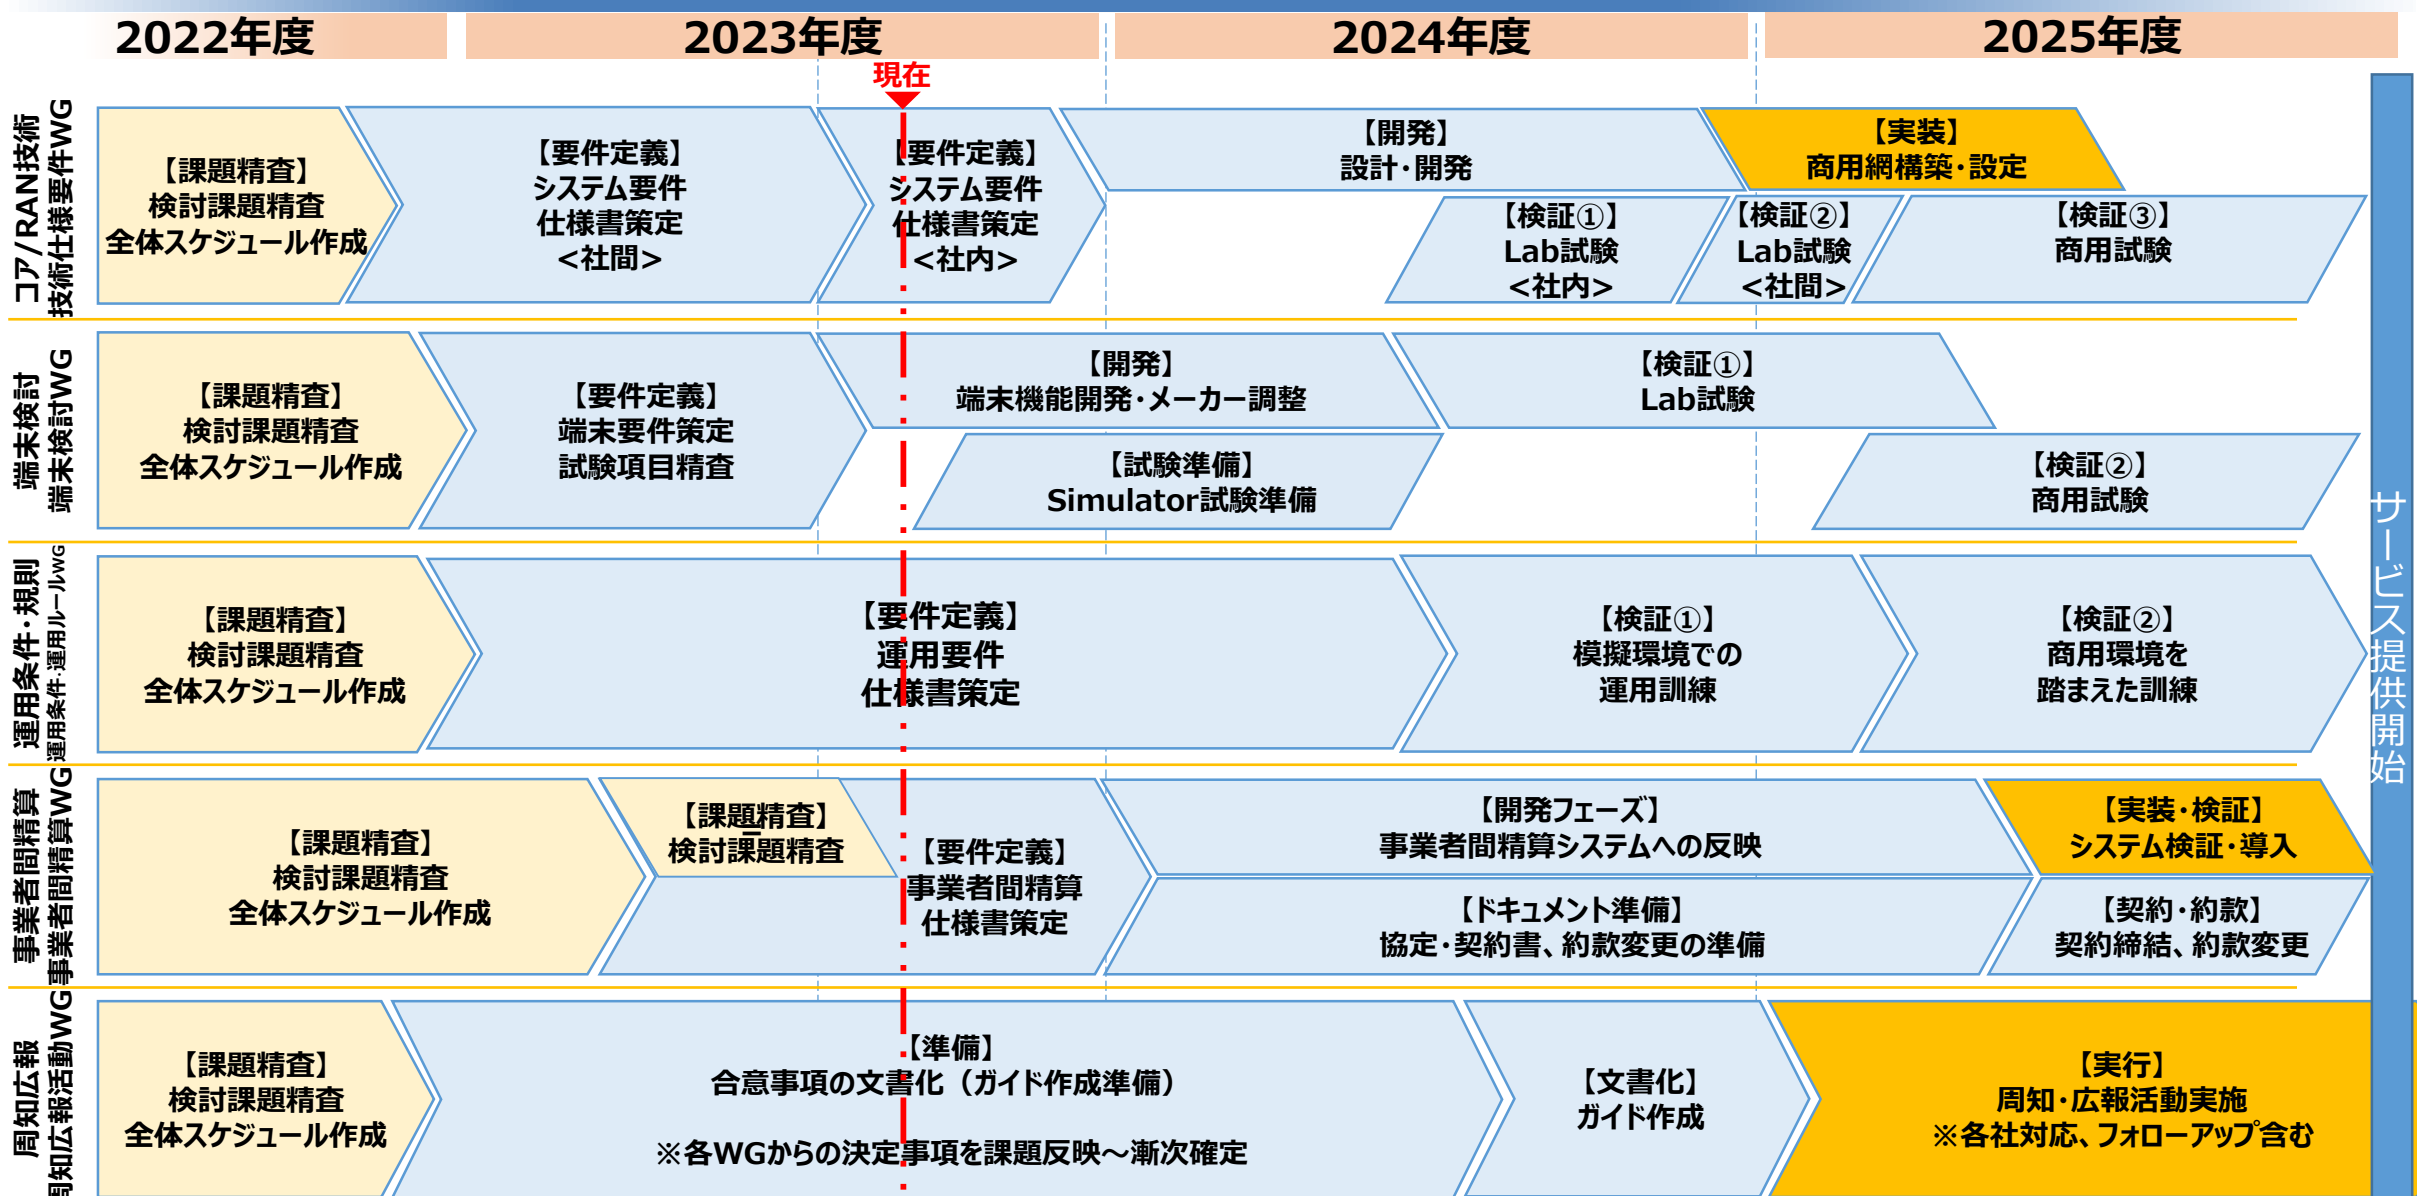 2022年度
2023年度
2024年度
2025年度
現在
コア/RAN技術
技術仕様要件WG
【課題精査】
検討課題精査
全体スケジュール作成
【要件定義】
システム要件
仕様書策定
<社間>
【要件定義】
システム要件
仕様書策定
<社内>
【開発】
設計・開発
【実装】
商用網構築・設定
【検証①】
Lab試験
<社内>
【検証②】
Lab試験
<社間>
【検証③】
商用試験
端末検討
端末検討WG
【課題精査】
検討課題精査
全体スケジュール作成
【要件定義】
端末要件策定
試験項目精査
【開発】
端末機能開発・メーカー調整
【試験準備】
Simulator試験準備
【検証①】
Lab試験
【検証②】
商用試験
運用条件・規則
運用条件・運用ルールWG
【課題精査】
検討課題精査
全体スケジュール作成
【要件定義】
運用要件
仕様書策定
【検証①】
模擬環境での
運用訓練
【検証②】
商用環境を
踏まえた訓練
事業者間精算
事業者間精算WG
【課題精査】
検討課題精査
全体スケジュール作成
【課題精査】
検討課題精査
【要件定義】
事業者間精算
仕様書策定
【開発フェーズ】
事業者間精算システムへの反映
【実装・検証】
システム検証・導入
【ドキュメント準備】
協定・契約書、約款変更の準備
【契約・約款】
契約締結、約款変更
周知広報
周知広報活動WG
【課題精査】
検討課題精査
全体スケジュール作成
【準備】
合意事項の文書化（ガイド作成準備）
※各WGからの決定事項を課題反映～漸次確定
【文書化】
ガイド作成
【実行】
周知・広報活動実施
※各社対応、フォローアップ含む
サービス提供開始